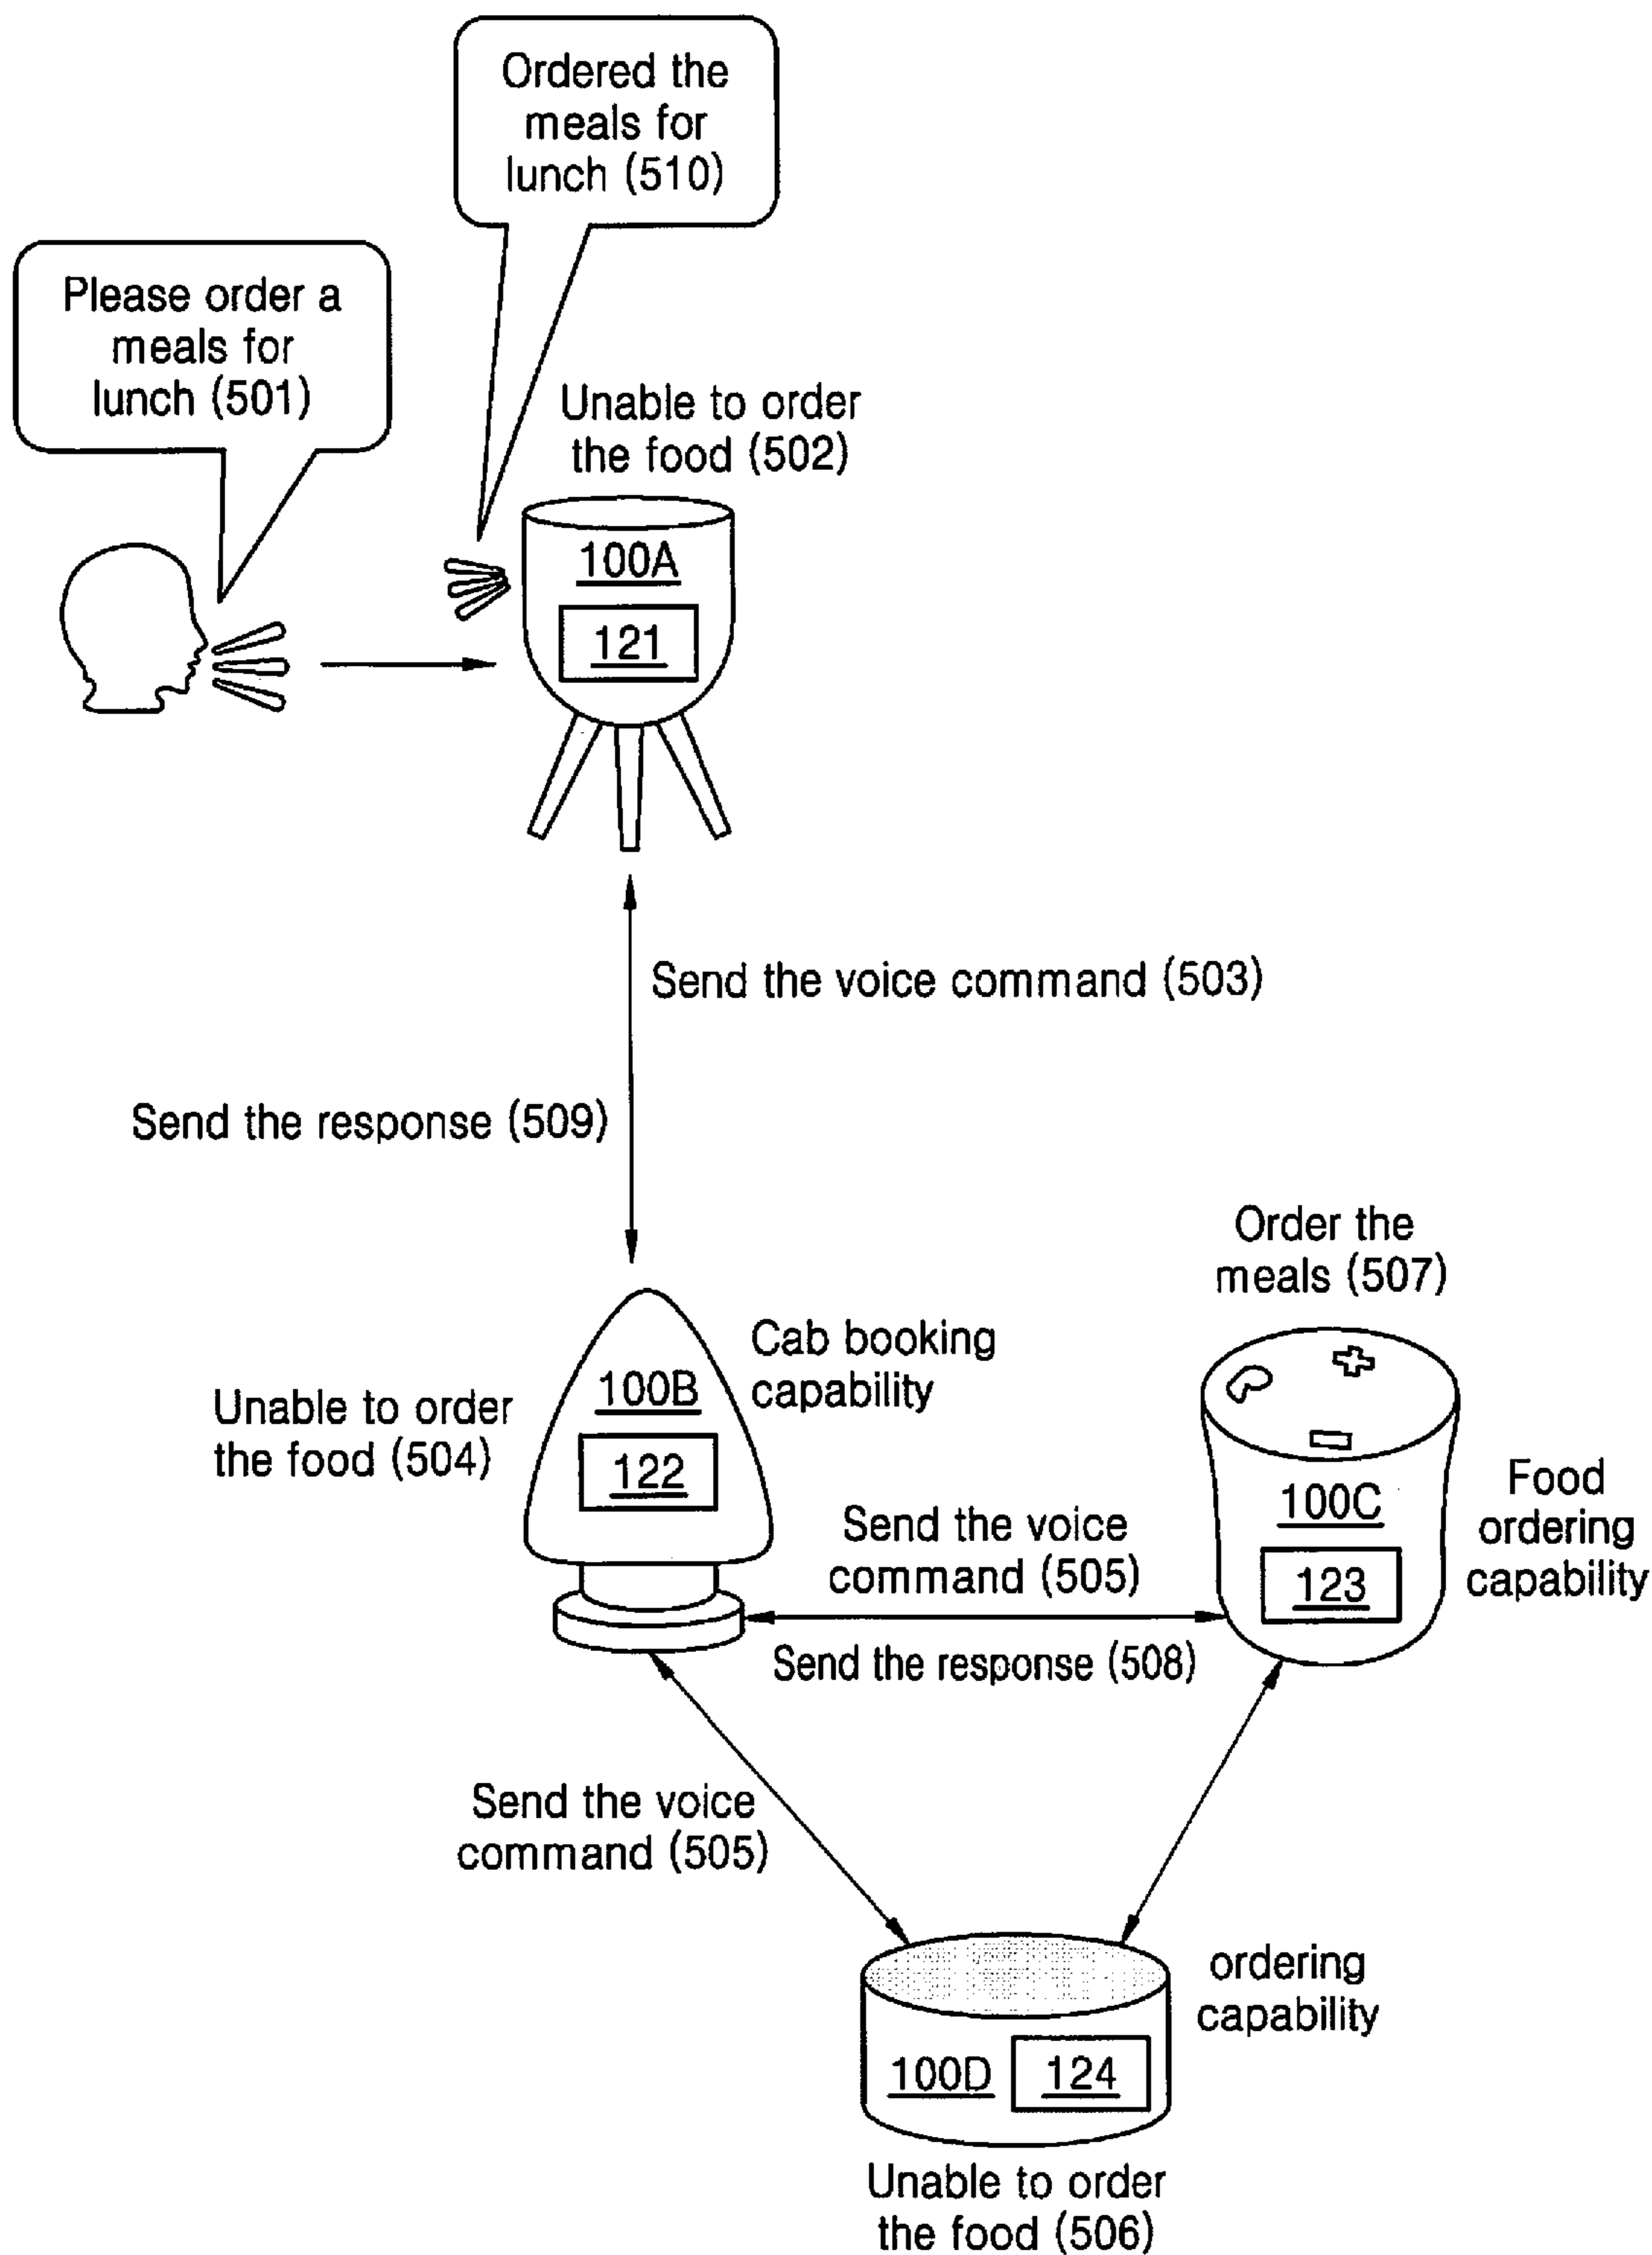 Ordered the
meals for
lunch (510)
Please order a
meals for
lunch (501)
Unable to order
the food (502)
100A
121
Send the voice command (503)
Send the response (509)
Order the
meals (507)
Cab booking
capability
100B
122
Unable to order
the food (504)
100C
123
Food
ordering
capability
Send the voice
command (505)
Send the response (508)
Send the voice
command (505)
ordering
capability
100D
124
Unable to order
the food (506)